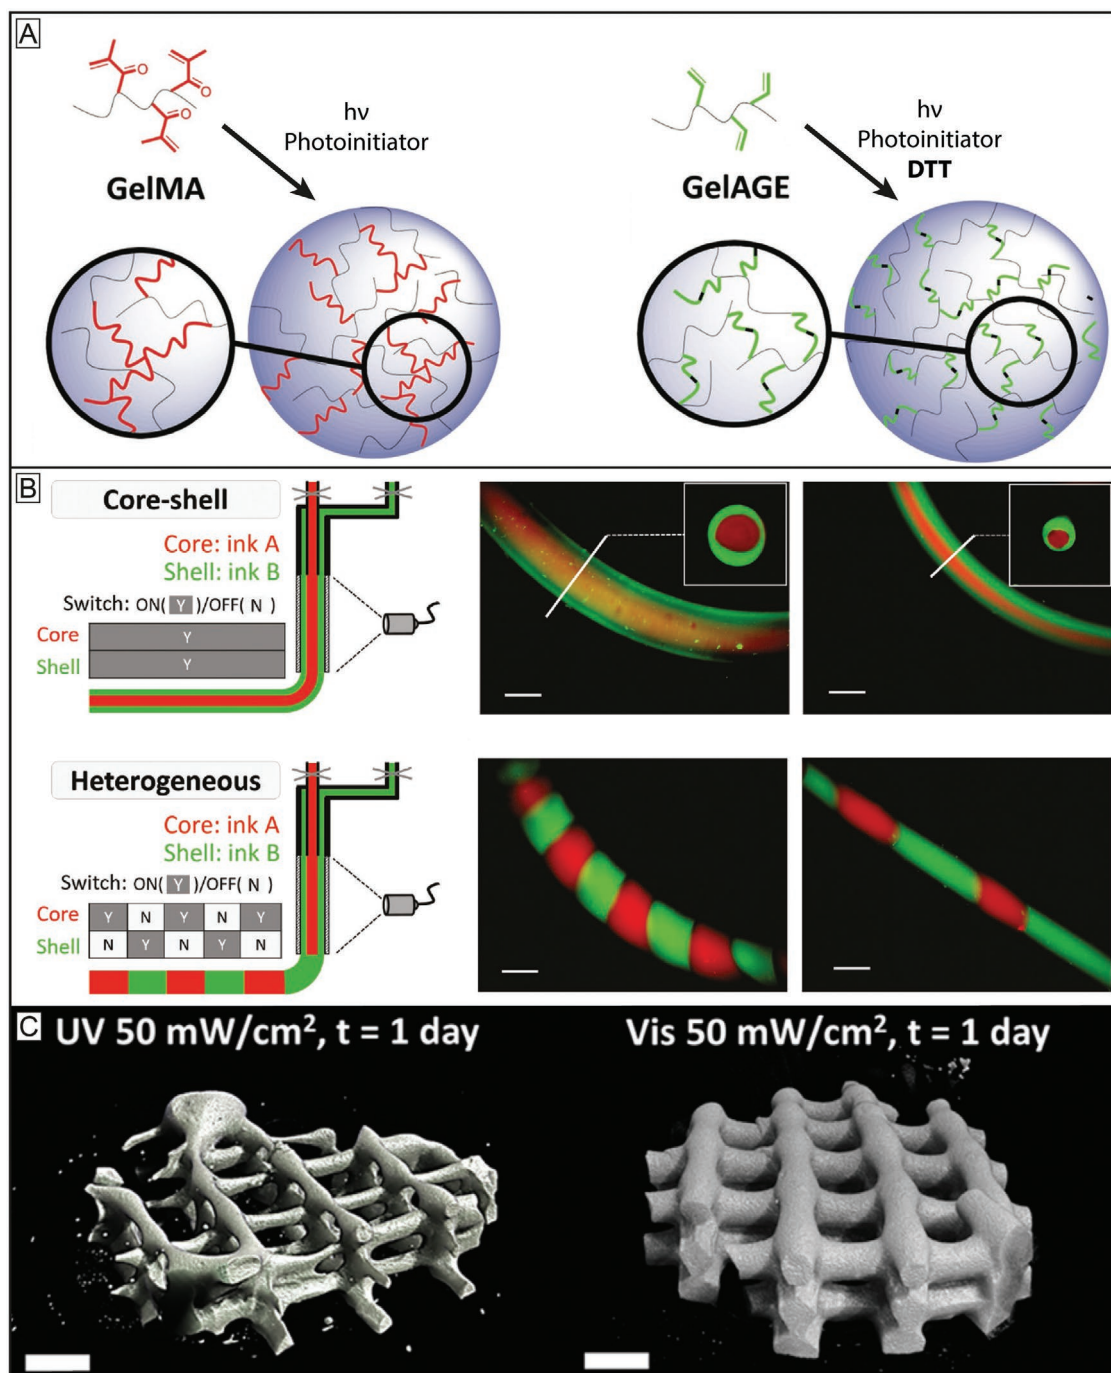 A
O
O
O
hν
Photoinitiator
GelMA
hν
Photoinitiator
DTT
GelAGE
B
Core-shell
Core: ink A
Shell: ink B
Switch: ON( Y )/OFF( N )
Core Y
Shell Y
Heterogeneous
Core: ink A
Shell: ink B
Switch: ON( Y )/OFF( N )
Core Y N Y N Y
Shell N Y N Y N
C
UV 50 mW/cm², t = 1 day
Vis 50 mW/cm², t = 1 day